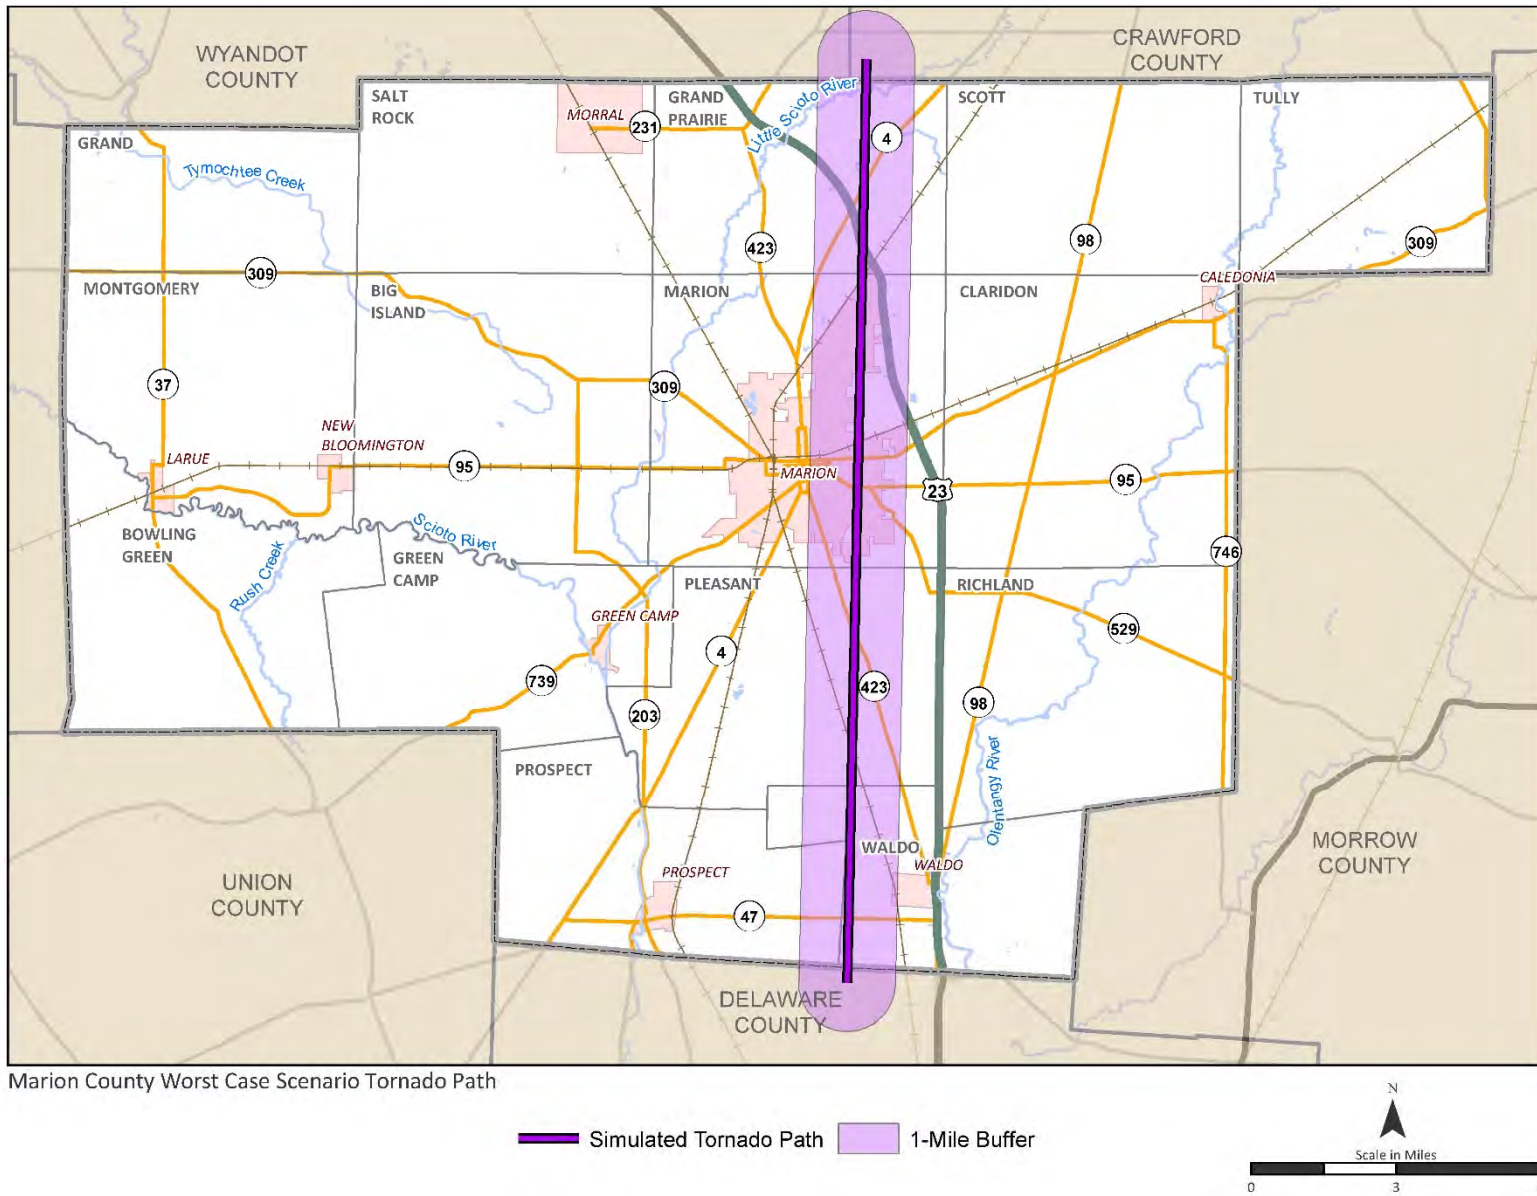 WYANDOT
COUNTY
CRAWFORD
COUNTY
SALT
ROCK
MORRAL
231
GRAND
PRAIRIE
Little Scioto River
4
SCOTT
TULLY
GRAND
Tymochtee Creek
423
98
309
309
MONTGOMERY
BIG
ISLAND
MARION
CLARIDON
CALEDONIA
37
309
NEW
BLOOMINGTON
LARUE
95
MARION
23
95
BOWLING
GREEN
Scioto River
Rush Creek
GREEN
CAMP
PLEASANT
RICHLAND
746
GREEN CAMP
529
4
739
203
423
98
Olentangy River
PROSPECT
WALDO
WALDO
PROSPECT
47
UNION
COUNTY
MORROW
COUNTY
DELAWARE
COUNTY
Marion County Worst Case Scenario Tornado Path
Simulated Tornado Path
1-Mile Buffer
N
Scale in Miles
0 3